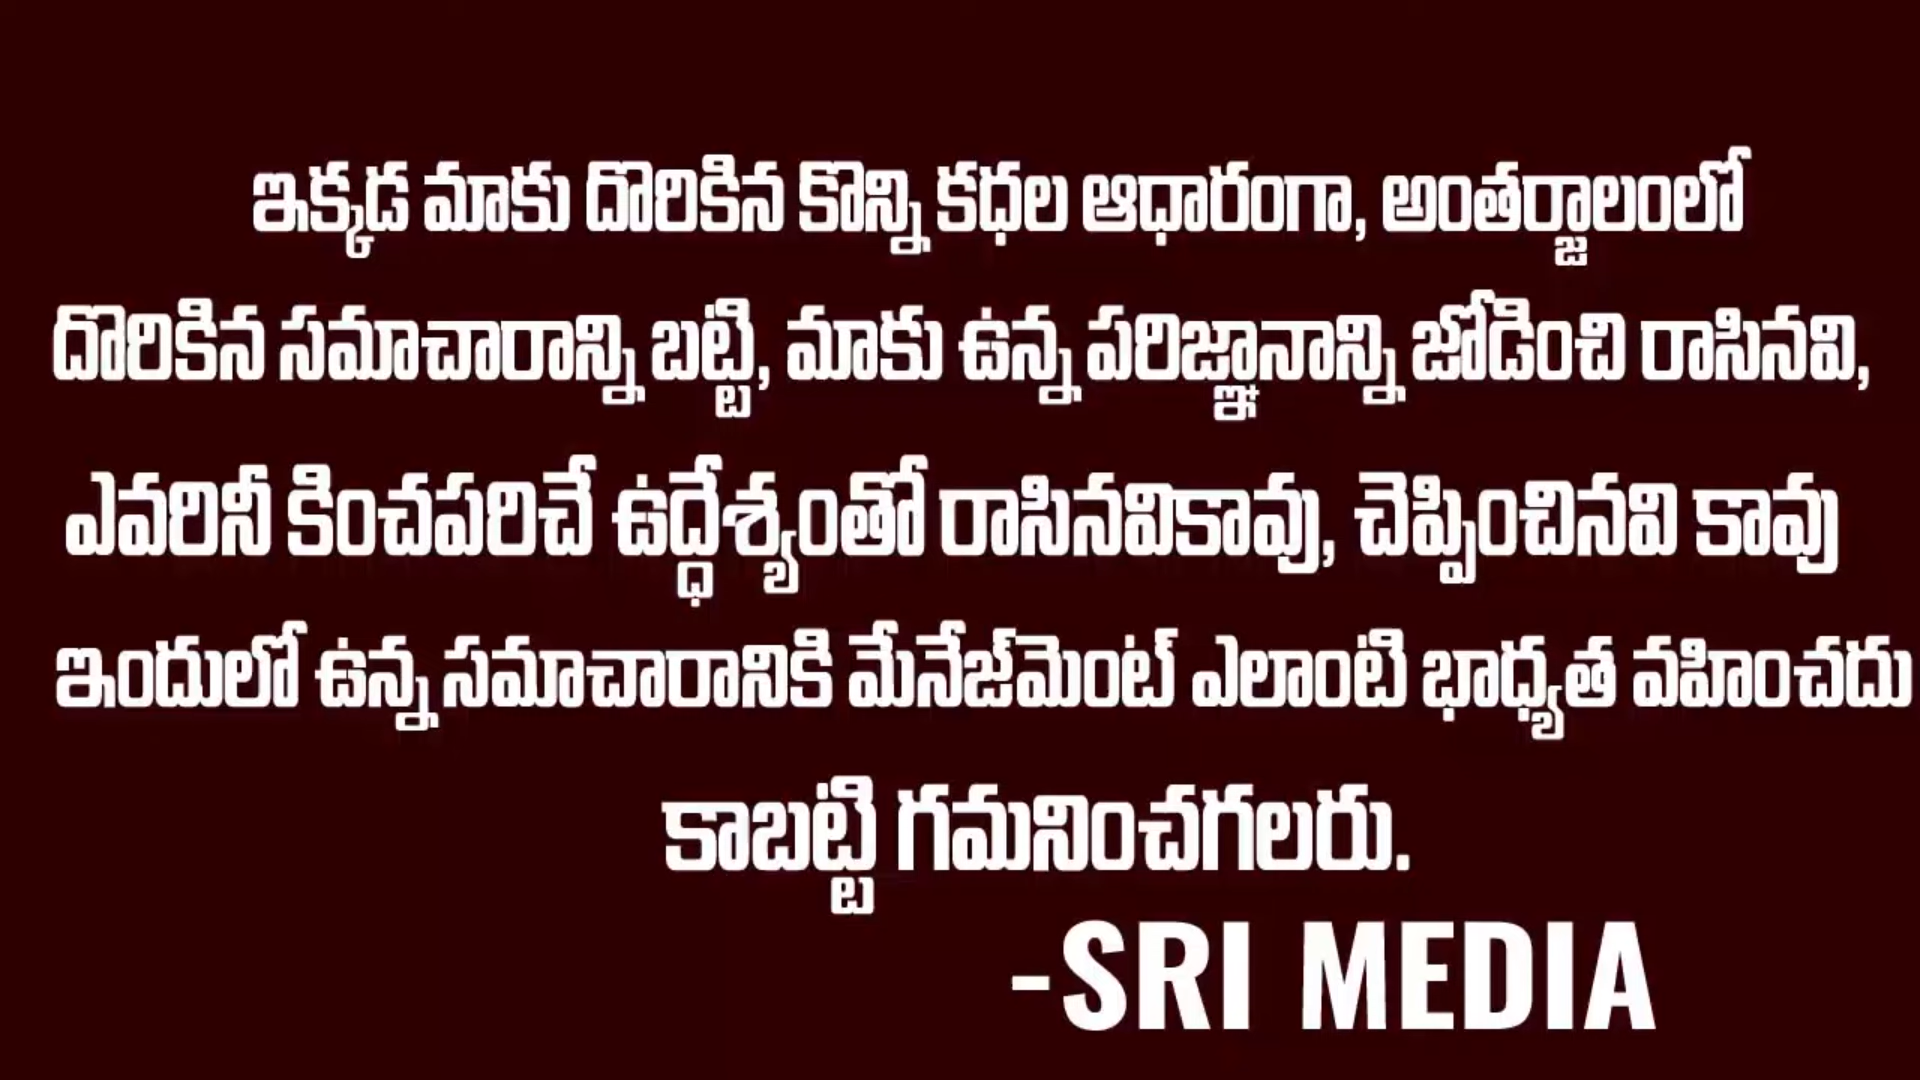 ఇక్కడ మాకు దొరికిన కొన్ని కధల ఆధారంగా, అంతర్జాలంలో
దొరికిన సమాచారాన్ని బట్టి, మాకు ఉన్న పరిజ్ఞానాన్ని జోడించి రాసినవి,
ఎవరినీ కించపరిచే ఉద్ధేశ్యంతో రాసినవికావు, చెప్పించినవి కావు
ఇందులో ఉన్న సమాచారానికి మేనేజ్‌మెంట్ ఎలాంటి భాధ్యత వహించదు
కాబట్టి గమనించగలరు.
-SRI MEDIA